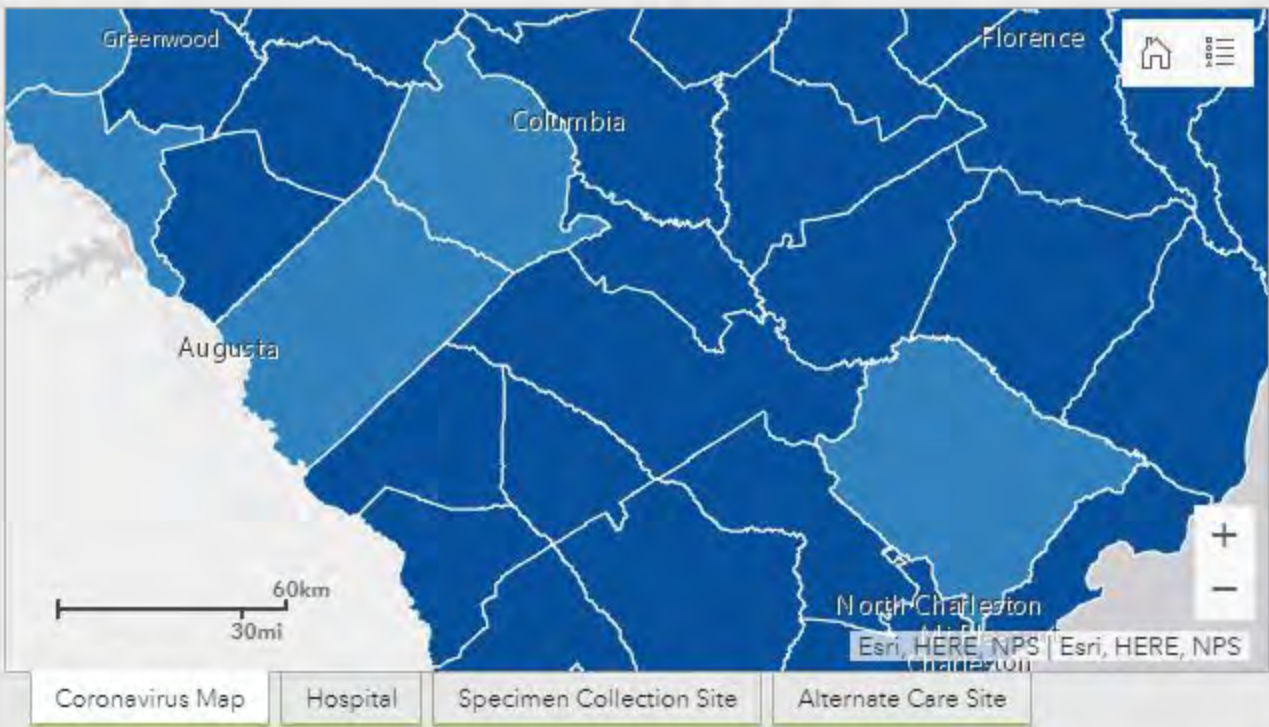 Greenwood
Florence
Columbia
Augusta
60km
30mi
+
−
North Charleston
Charleston
Esri, HERE, NPS | Esri, HERE, NPS
Coronavirus Map
Hospital
Specimen Collection Site
Alternate Care Site